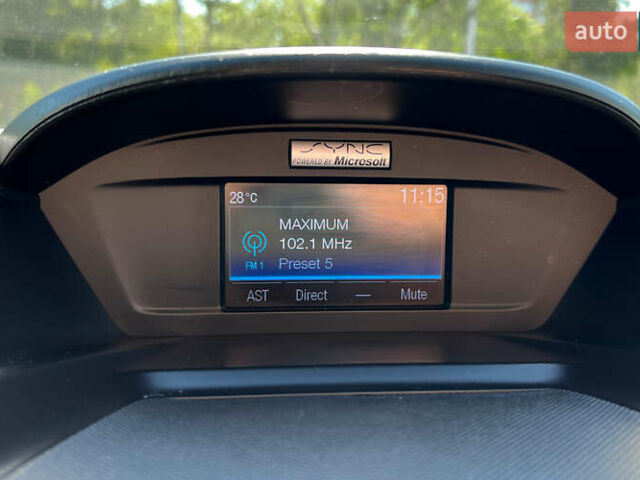 auto
SYNC
POWERED BY Microsoft
28°C 11:15
MAXIMUM
102.1 MHz
FM 1 Preset 5
AST Direct — Mute